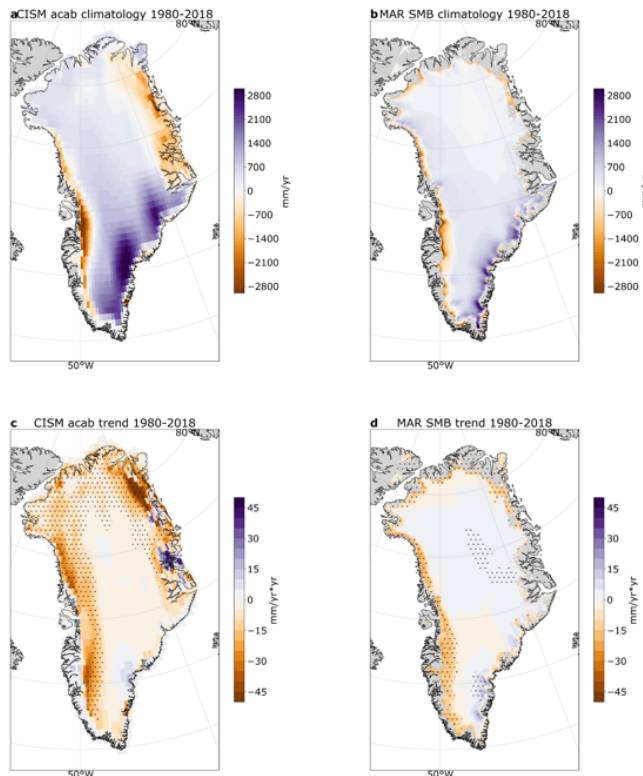 a CISM acab climatology 1980-2018
80°N
2800
2100
1400
700
0
−700
−1400
−2100
−2800
mm/yr
50°W
b MAR SMB climatology 1980-2018
80°N
2800
2100
1400
700
0
−700
−1400
−2100
−2800
50°W
c CISM acab trend 1980-2018
80°N
45
30
15
0
−15
−30
−45
mm/yr*yr
50°W
d MAR SMB trend 1980-2018
80°N
45
30
15
0
−15
−30
−45
50°W